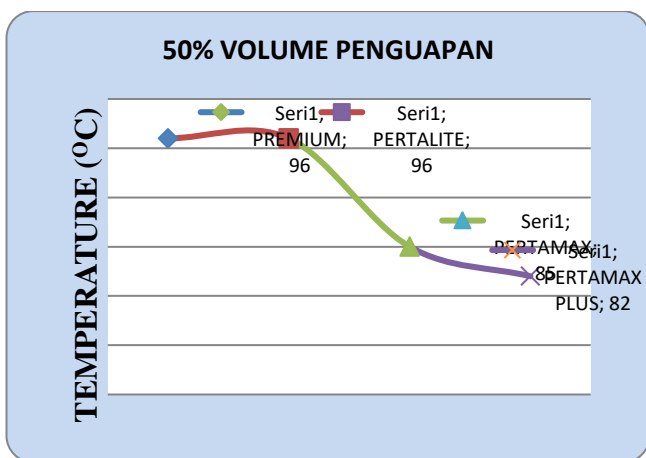 50% VOLUME PENGUAPAN
TEMPERATURE (⁰C)
Seri1;
PREMIUM;
96
Seri1;
PERTALITE;
96
Seri1;
PERTAMAX;
85
Seri1;
PERTAMAX
PLUS; 82